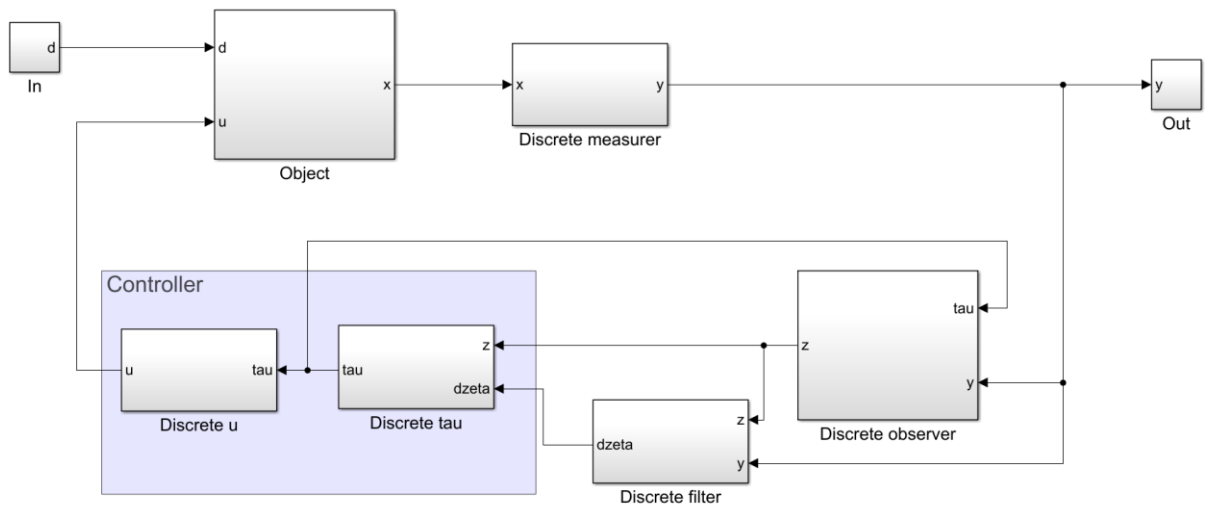 d
In
d
x
u
Object
x
y
Discrete measurer
y
Out
Controller
u
tau
Discrete u
z
tau
dzeta
Discrete tau
z
dzeta
y
Discrete filter
tau
z
y
Discrete observer